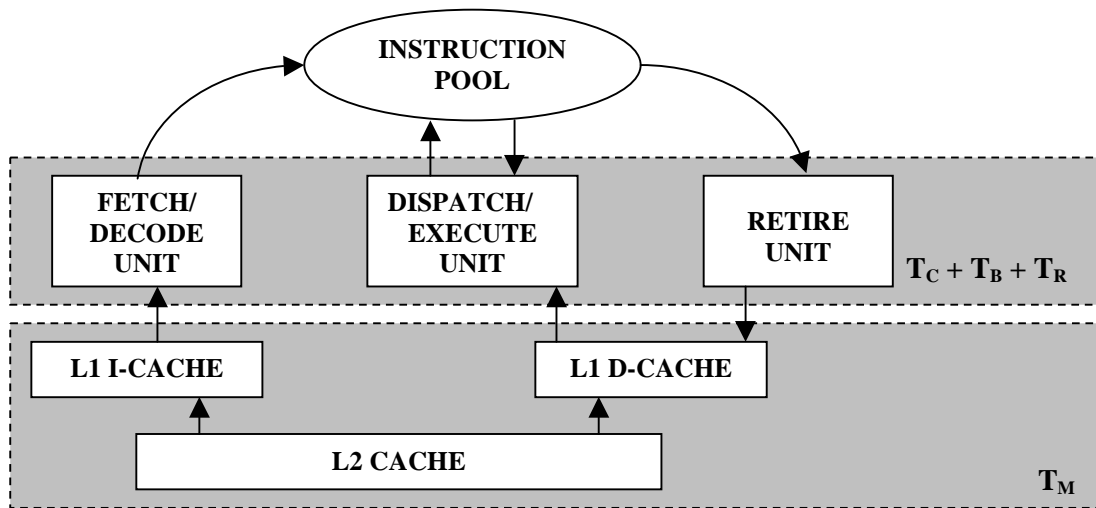 INSTRUCTION
POOL
FETCH/
DECODE
UNIT
DISPATCH/
EXECUTE
UNIT
RETIRE
UNIT
T_C + T_B + T_R
L1 I-CACHE
L1 D-CACHE
L2 CACHE
T_M